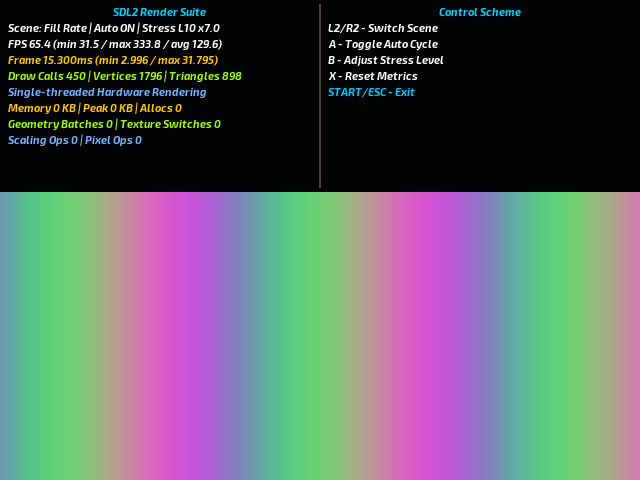 SDL2 Render Suite
Scene: Fill Rate | Auto ON | Stress L10 x7.0
FPS 65.4 (min 31.5 / max 333.8 / avg 129.6)
Frame 15.300ms (min 2.996 / max 31.795)
Draw Calls 450 | Vertices 1796 | Triangles 898
Single-threaded Hardware Rendering
Memory 0 KB | Peak 0 KB | Allocs 0
Geometry Batches 0 | Texture Switches 0
Scaling Ops 0 | Pixel Ops 0
Control Scheme
L2/R2 - Switch Scene
A - Toggle Auto Cycle
B - Adjust Stress Level
X - Reset Metrics
START/ESC - Exit